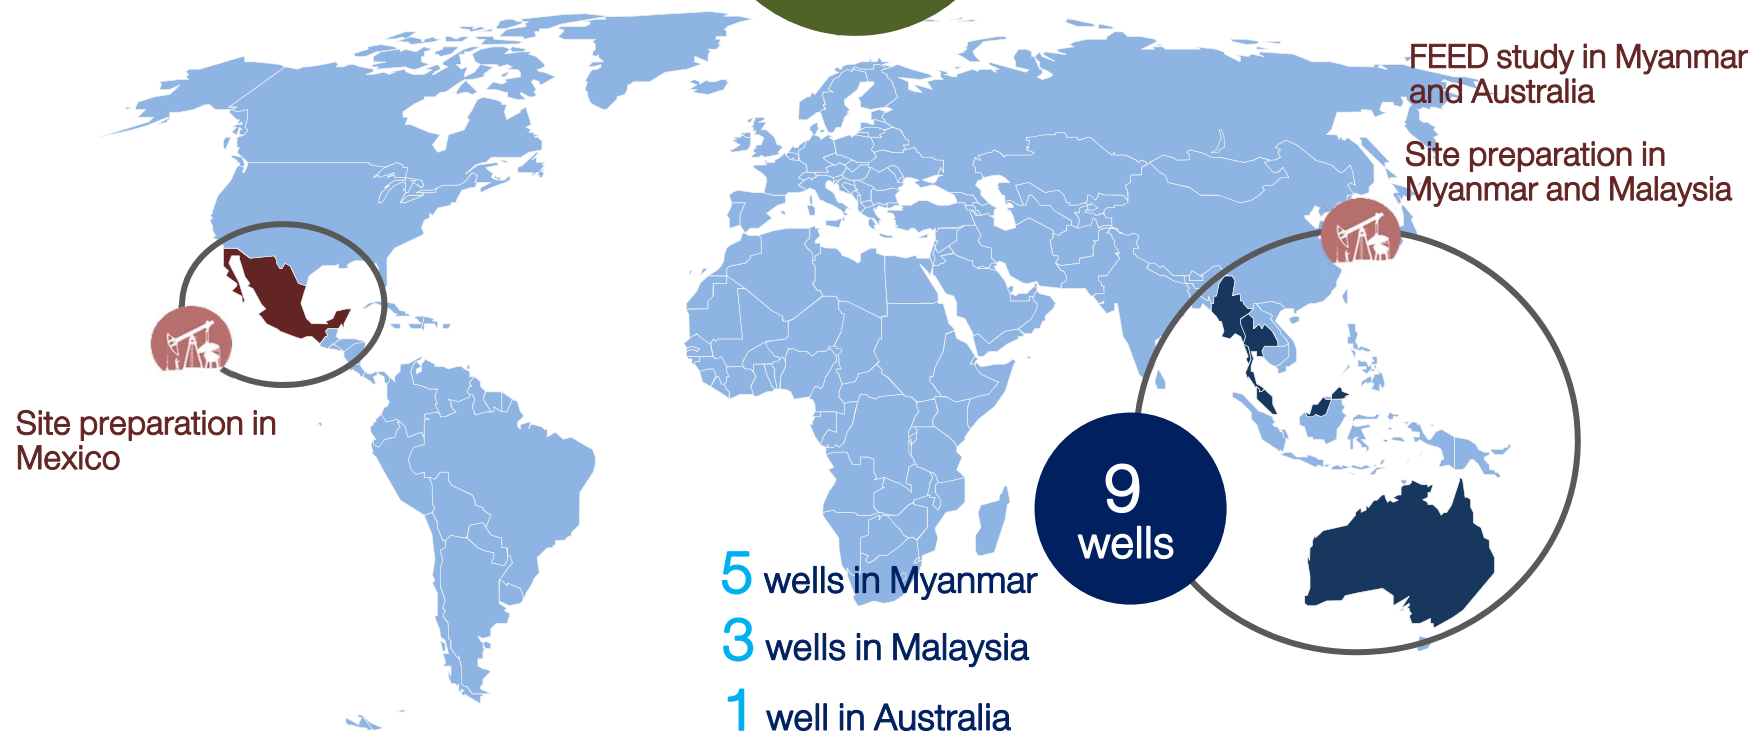 FEED study in Myanmar
and Australia
Site preparation in
Myanmar and Malaysia
Site preparation in
Mexico
9
wells
5 wells in Myanmar
3 wells in Malaysia
1 well in Australia